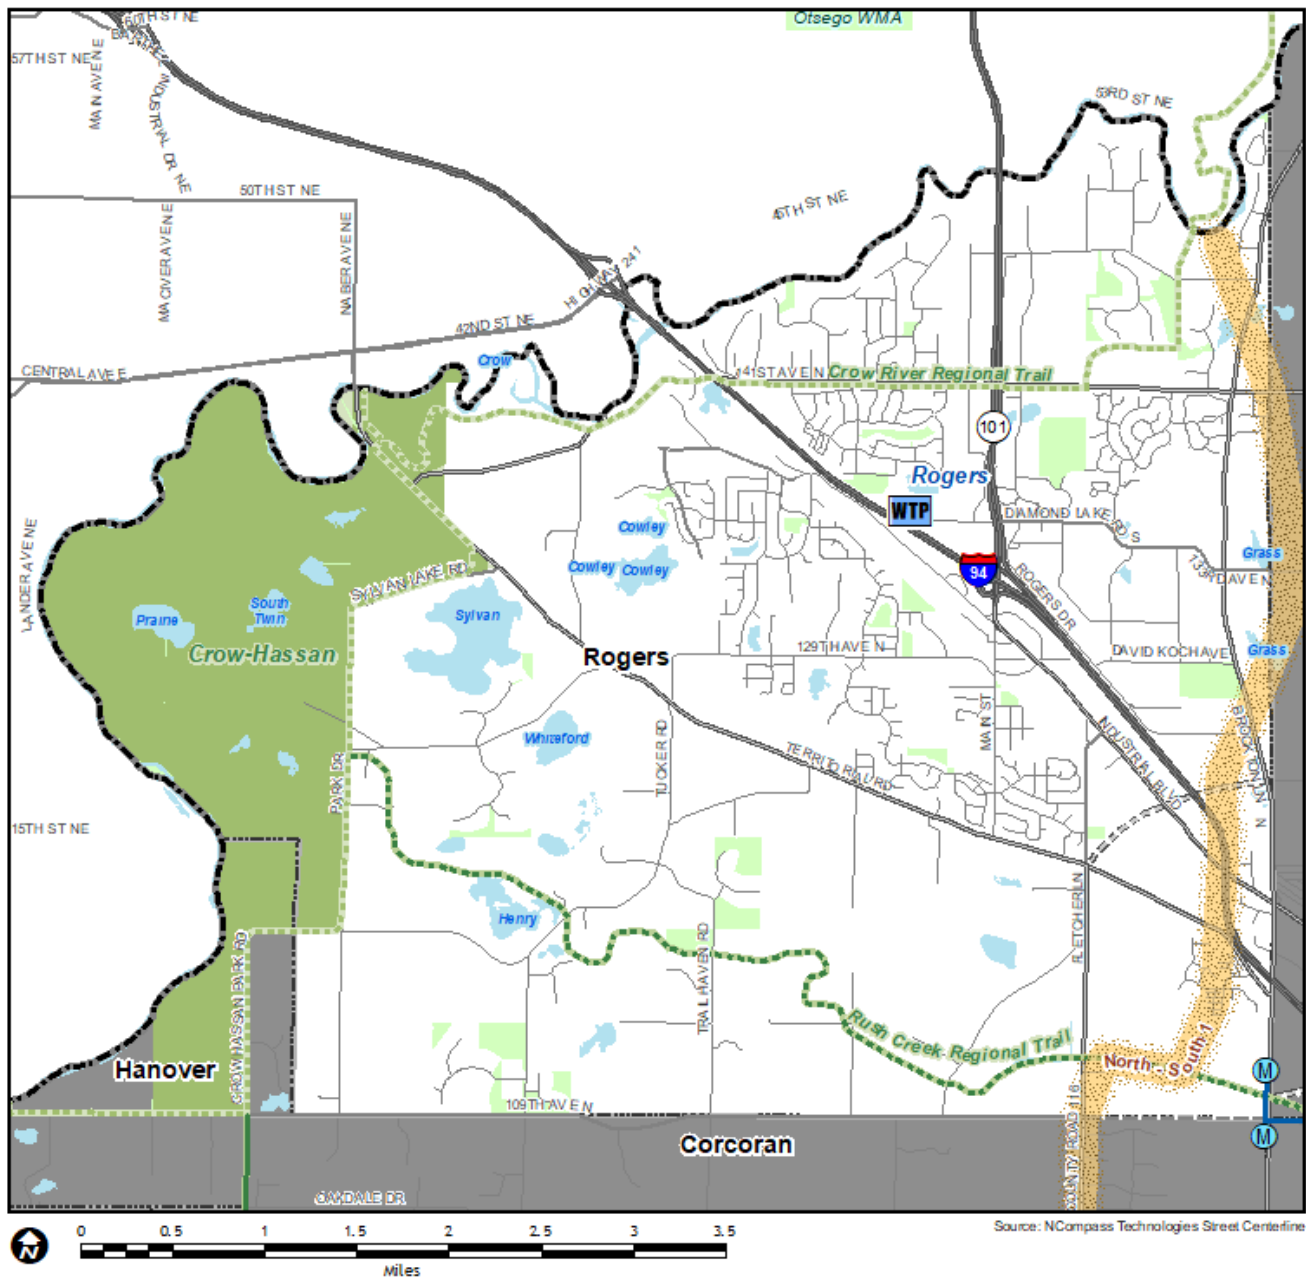 60TH ST NE
Otsego WMA
57TH ST NE
MAIN AVE NE
INDUSTRIAL DR NE
53RD ST NE
50TH ST NE
45TH ST NE
MACIVER AVE NE
NABER AVE NE
HIGHWAY 241
42ND ST NE
CENTRAL AVE E
Crow
141ST AVE N
Crow River Regional Trail
101
Rogers
WTP
DIAMOND LAKE RD S
LANDER AVE NE
Cowley
Cowley
Cowley
Grass
133RD AVE N
94
ROGERS DR
SYLVAN LAKE RD
Prairie
South
Twin
Sylvan
Crow-Hassan
Rogers
129TH AVE N
DAVID KOCH AVE
Grass
MAIN ST
BROCKTON LN N
INDUSTRIAL BLVD
Whiteford
TUCKER RD
TERRITORIAL RD
PARK DR
15TH ST NE
Henry
FLETCHER LN
TRAIL HAVEN RD
CROW HASSAN PARK RD
Rush Creek Regional Trail
North - South 1
Hanover
M
109TH AVE N
COUNTY ROAD 116
M
Corcoran
OAKDALE DR
N
0 0.5 1 1.5 2 2.5 3 3.5
Miles
Source: NCompass Technologies Street Centerline